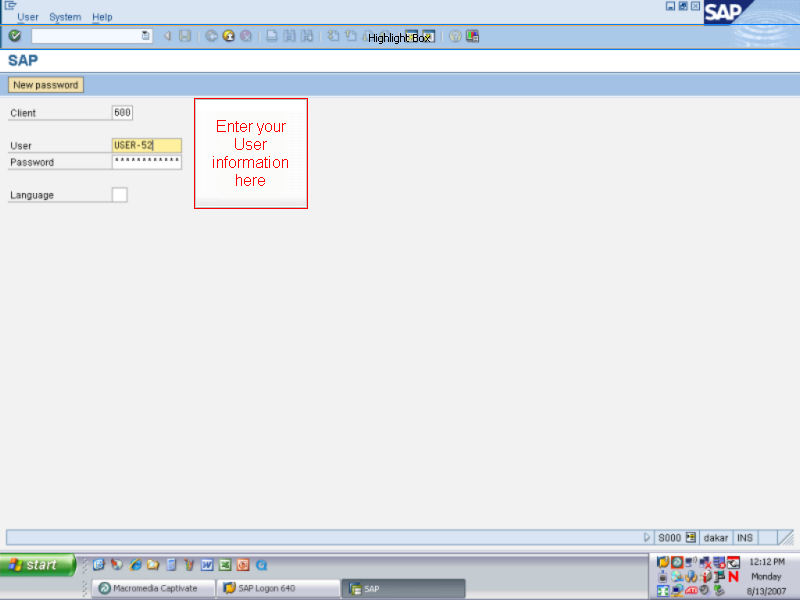 User System Help
SAP
Highlight Box
SAP
New password
Client 600
User USER-52
Password ************
Language
Enter your
User
information
here
S000 dakar INS
start
12:12 PM
Monday
8/13/2007
Macromedia Captivate SAP Logon 640 SAP